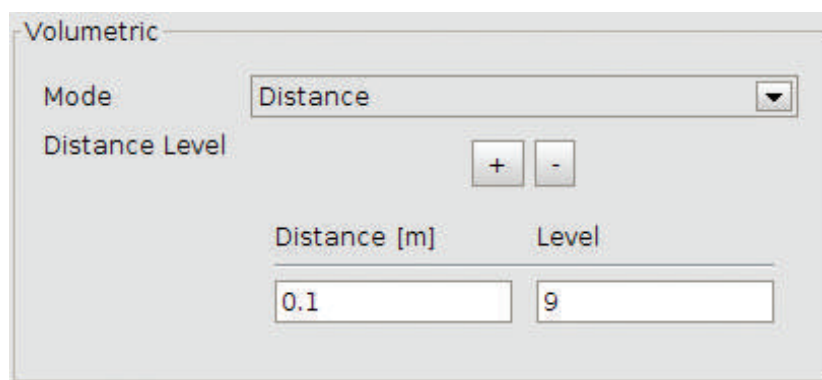 Volumetric
Mode Distance
Distance Level
+ -
Distance [m] Level
0.1 9